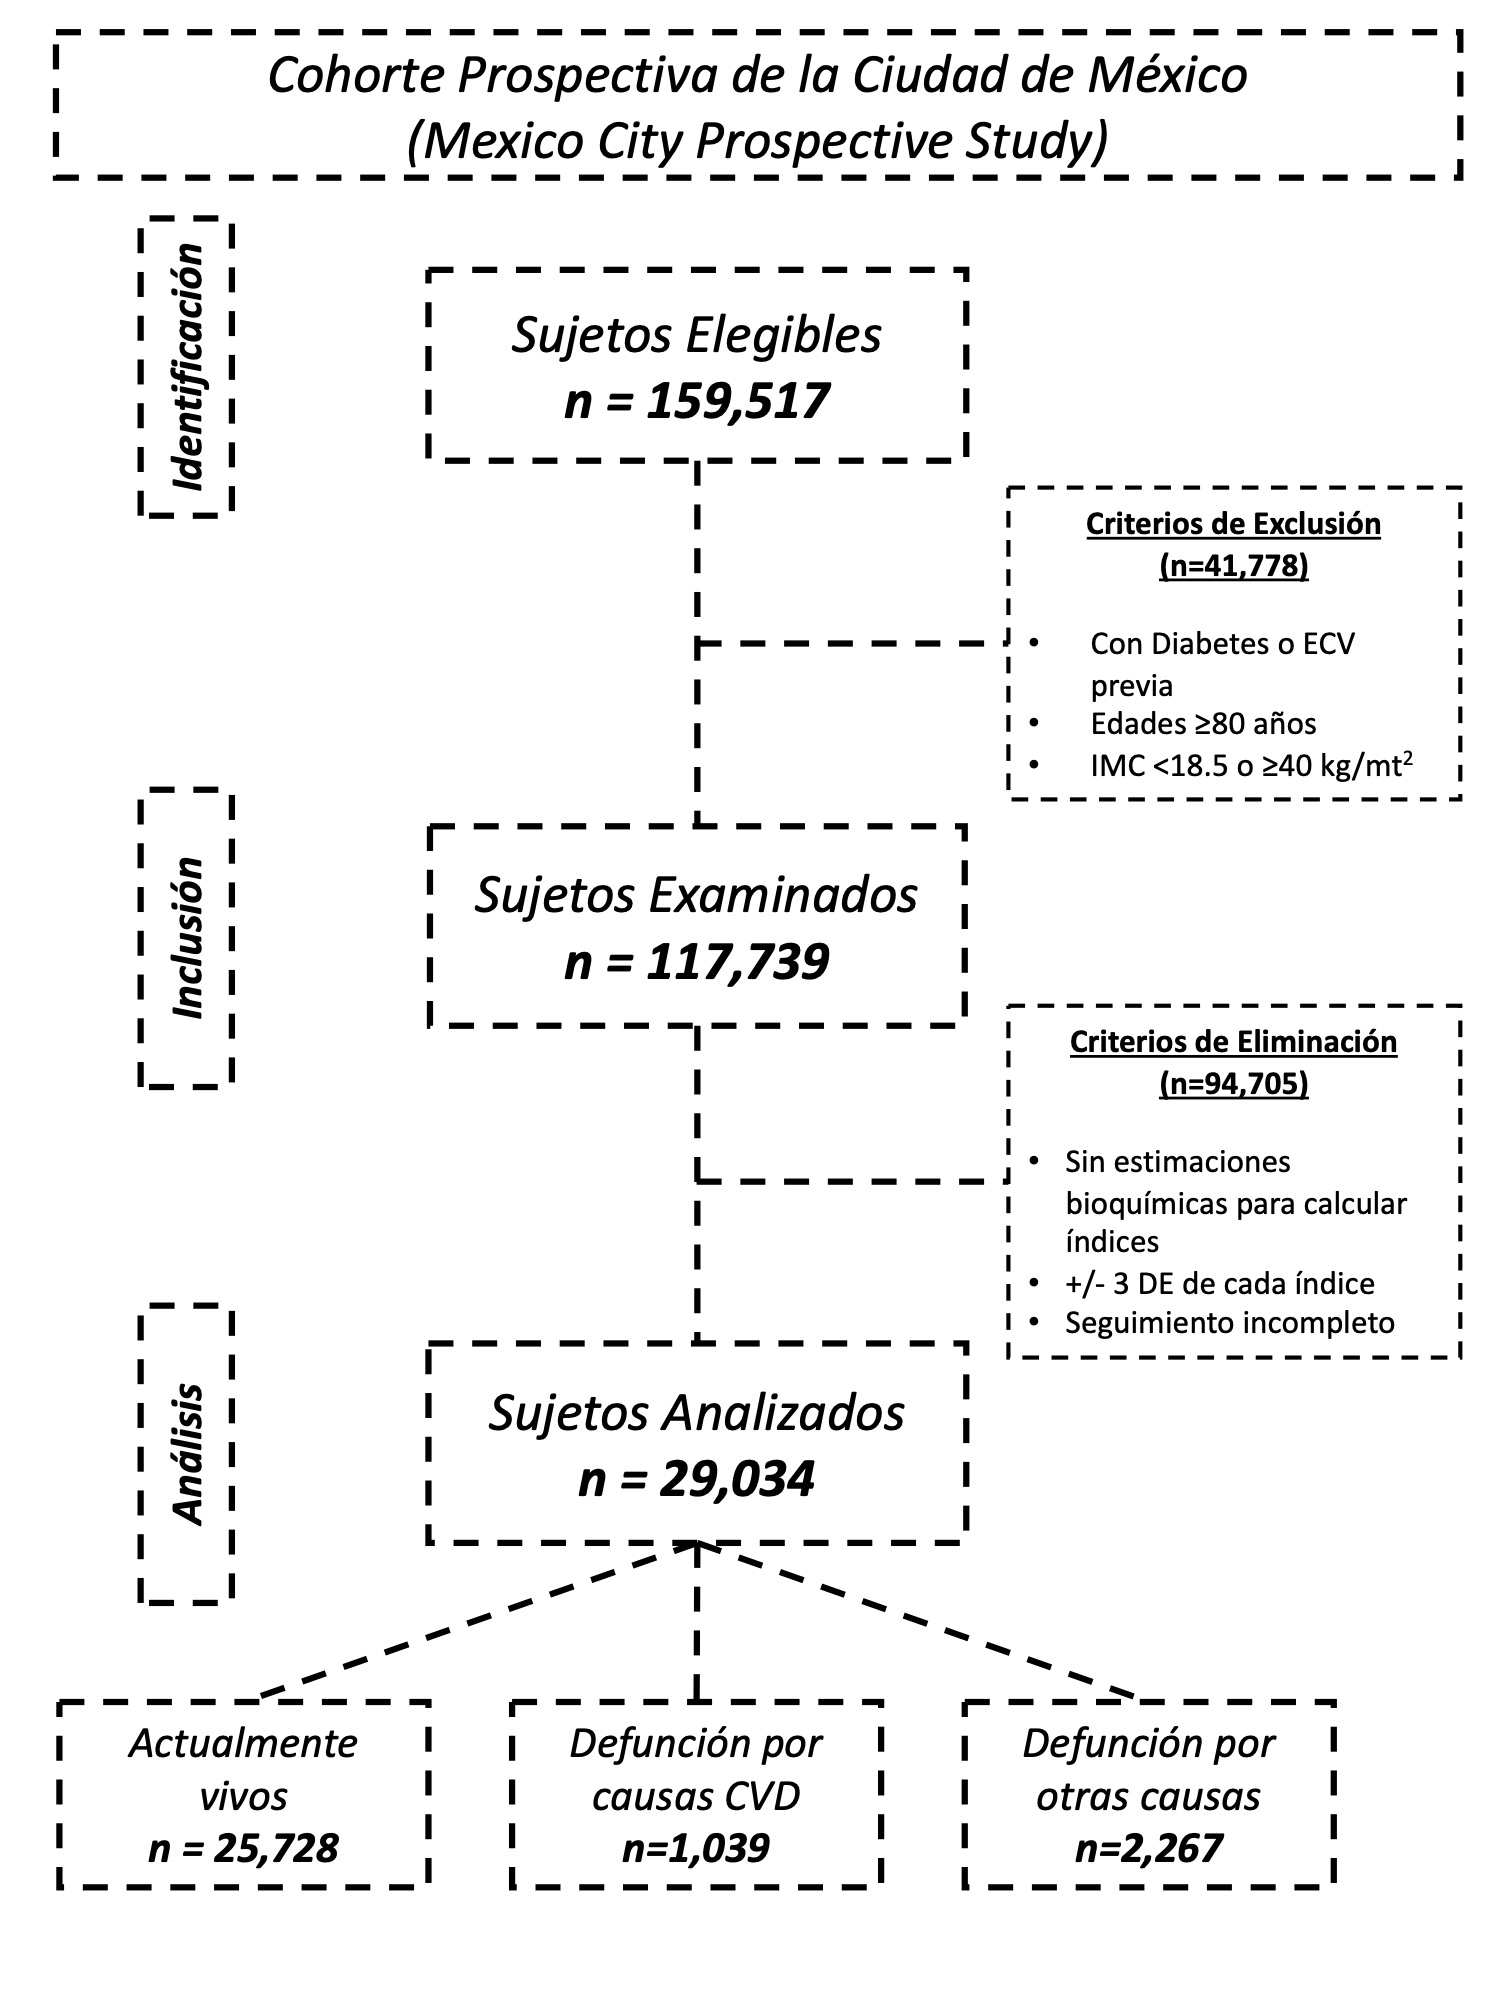 Cohorte Prospectiva de la Ciudad de México
(Mexico City Prospective Study)
Identificación
Sujetos Elegibles
n = 159,517
Criterios de Exclusión
(n=41,778)
• Con Diabetes o ECV
previa
• Edades ≥80 años
• IMC <18.5 o ≥40 kg/mt²
Inclusión
Sujetos Examinados
n = 117,739
Criterios de Eliminación
(n=94,705)
• Sin estimaciones
bioquímicas para calcular
índices
• +/- 3 DE de cada índice
• Seguimiento incompleto
Análisis
Sujetos Analizados
n = 29,034
Actualmente
vivos
n = 25,728
Defunción por
causas CVD
n=1,039
Defunción por
otras causas
n=2,267